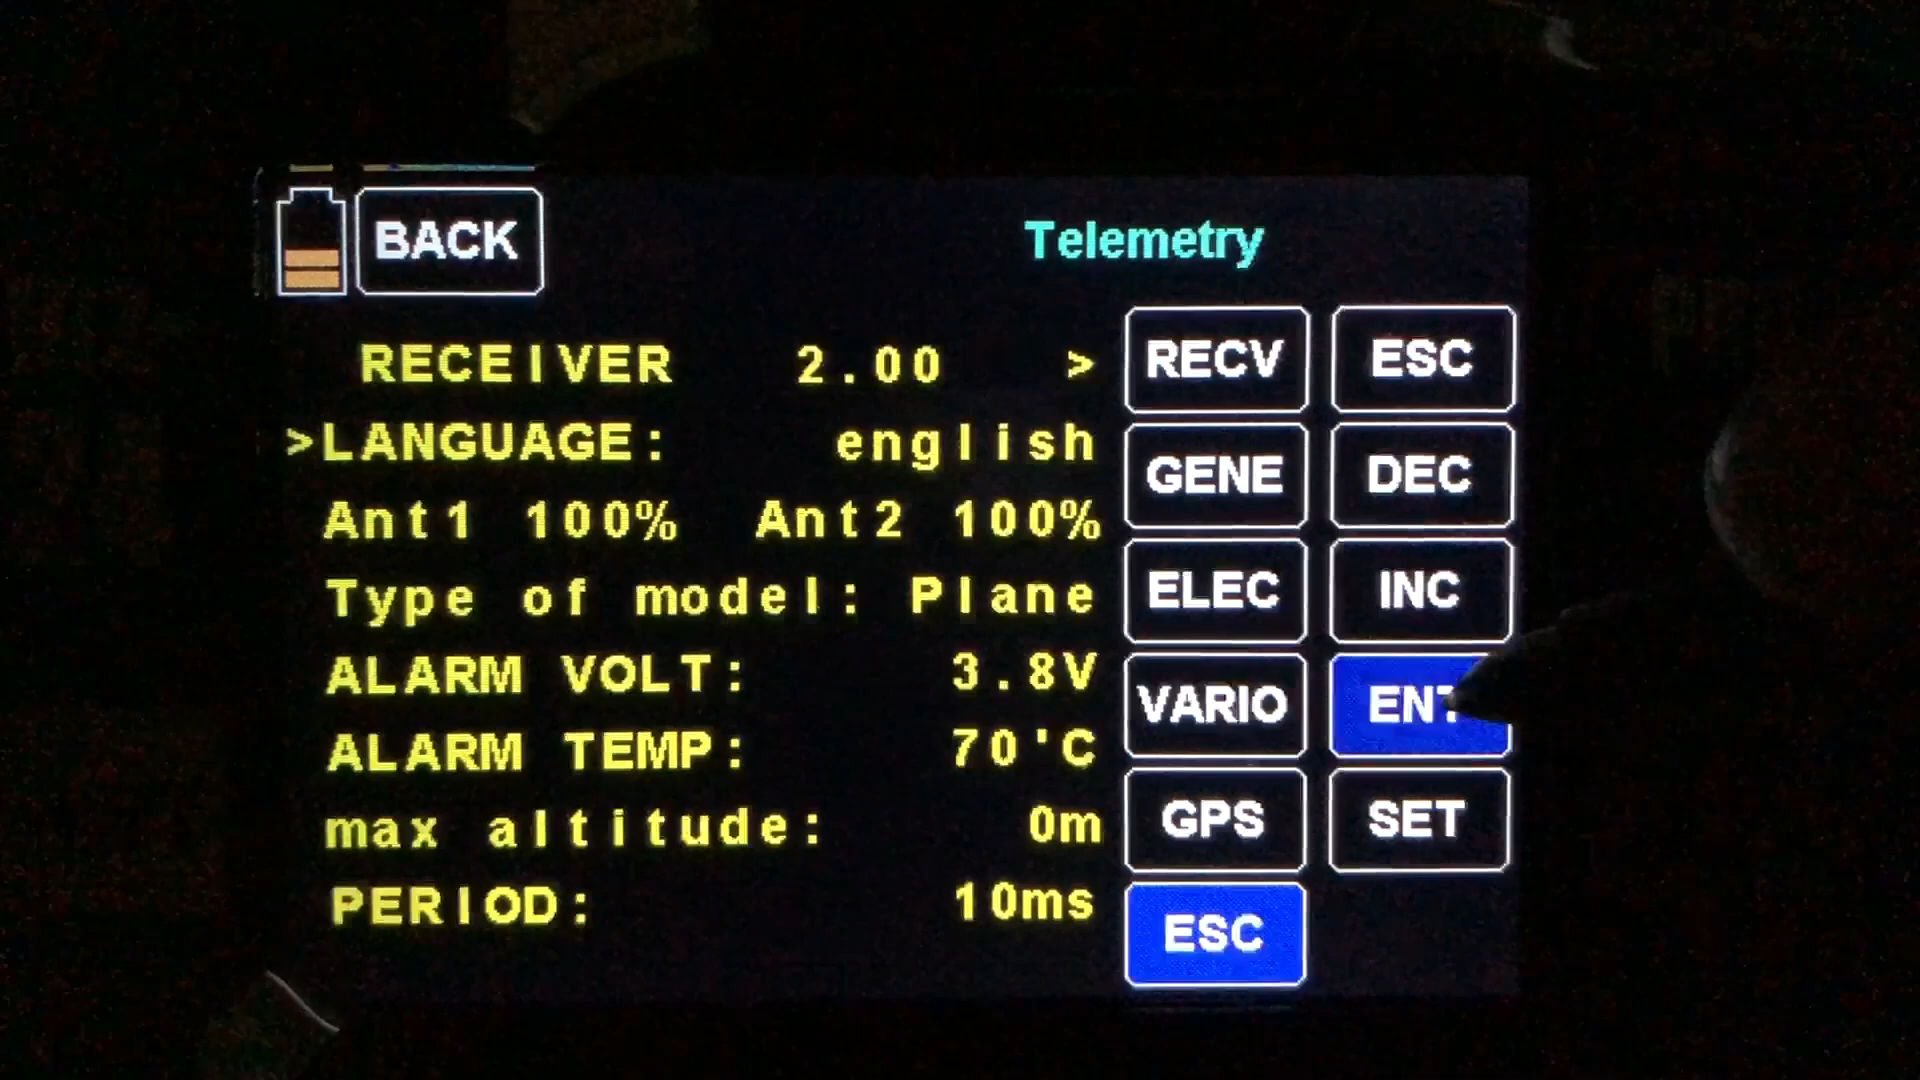 BACK
Telemetry
RECEIVER 2.00 >
>LANGUAGE: english
Ant1 100% Ant2 100%
Type of model: Plane
ALARM VOLT: 3.8V
ALARM TEMP: 70'C
max altitude: 0m
PERIOD: 10ms
RECV ESC
GENE DEC
ELEC INC
VARIO ENT
GPS SET
ESC